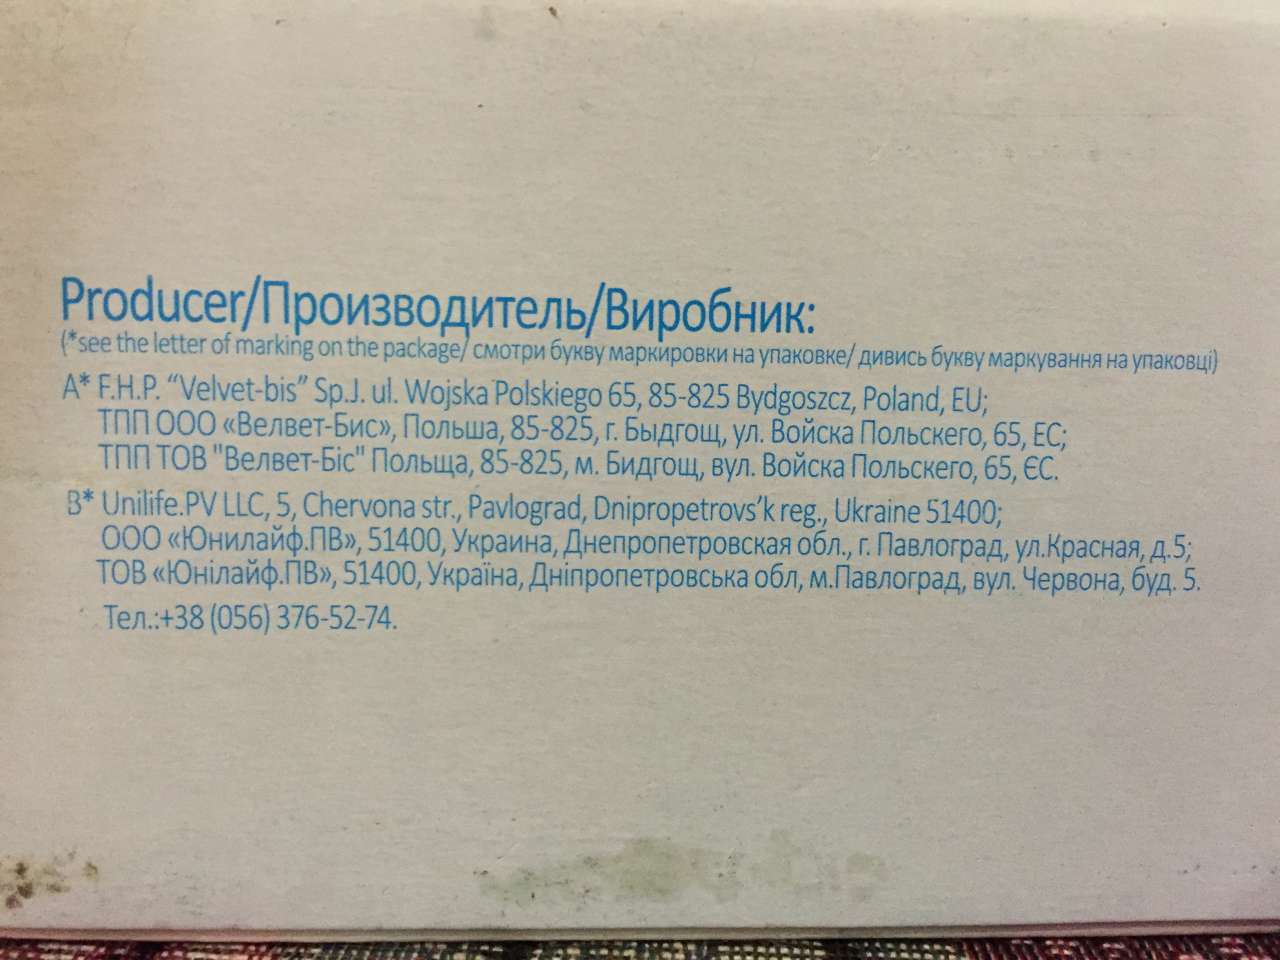 Producer/Производитель/Виробник:
(*see the letter of marking on the package/ смотри букву маркировки на упаковке/ дивись букву маркування на упаковці)
A* F.H.P. “Velvet-bis” Sp.J. ul. Wojska Polskiego 65, 85-825 Bydgoszcz, Poland, EU;
ТПП ООО «Велвет-Бис», Польша, 85-825, г. Быдгощ, ул. Войска Польскего, 65, ЕС;
ТПП ТОВ "Велвет-Біс" Польща, 85-825, м. Бидгощ, вул. Войска Польскего, 65, ЄС.
B* Unilife.PV LLC, 5, Chervona str., Pavlograd, Dnipropetrovs’k reg., Ukraine 51400;
ООО «Юнилайф.ПВ», 51400, Украина, Днепропетровская обл., г. Павлоград, ул.Красная, д.5;
ТОВ «Юнілайф.ПВ», 51400, Україна, Дніпропетровська обл, м.Павлоград, вул. Червона, буд. 5.
Тел.:+38 (056) 376-52-74.